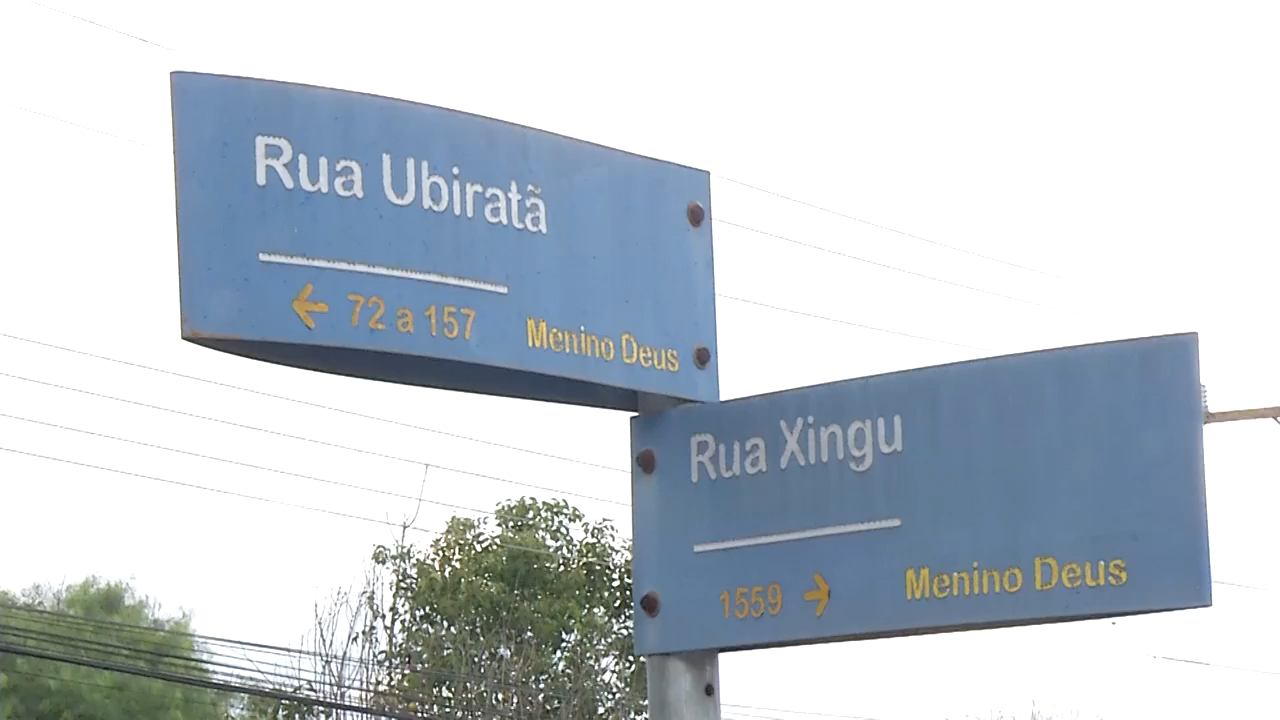 Rua Ubiratã
← 72 a 157
Menino Deus
Rua Xingu
1559 →
Menino Deus